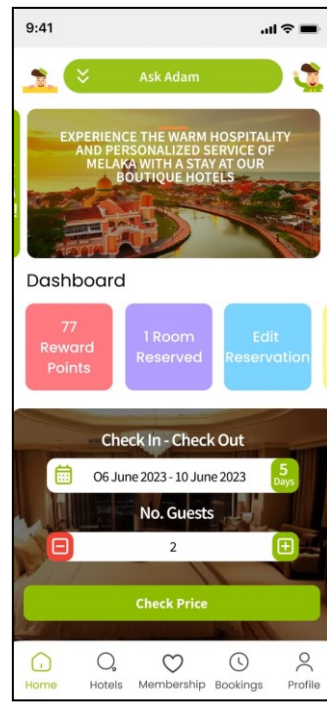 9:41
Ask Adam
EXPERIENCE THE WARM HOSPITALITY
AND PERSONALIZED SERVICE OF
MELAKA WITH A STAY AT OUR
BOUTIQUE HOTELS
Dashboard
77
Reward
Points
1 Room
Reserved
Edit
Reservation
Check In - Check Out
O6 June 2023 - 10 June 2023
5
Days
No. Guests
2
Check Price
Home
Hotels
Membership
Bookings
Profile